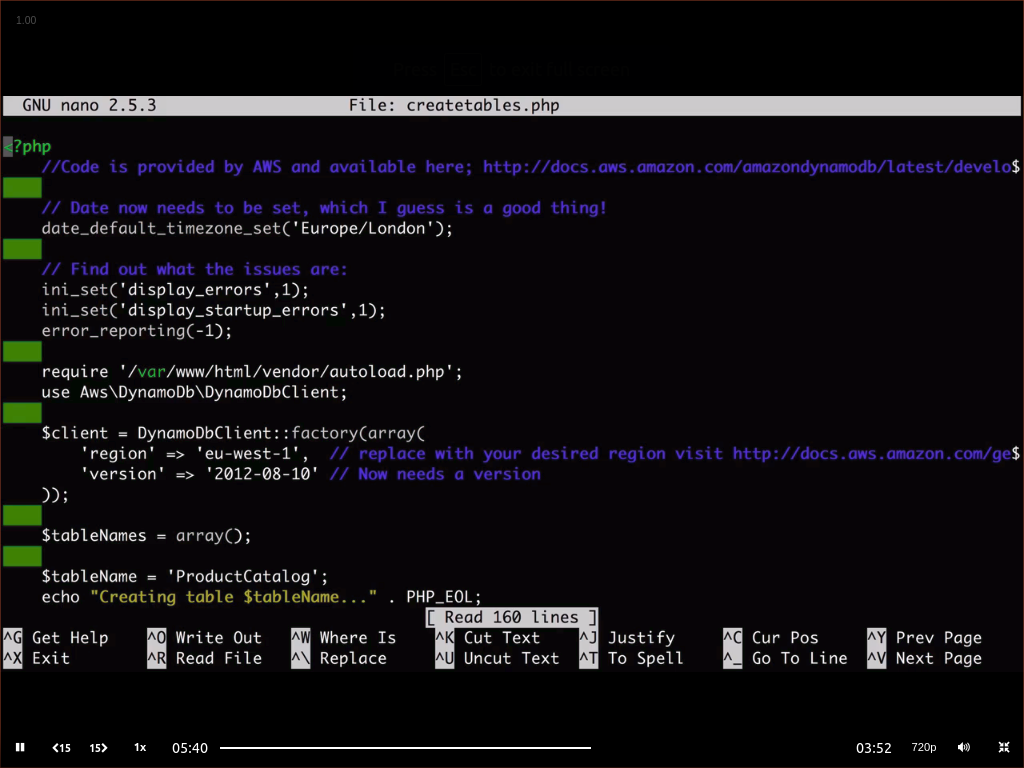 1.00
GNU nano 2.5.3 File: createtables.php
<?php
//Code is provided by AWS and available here; http://docs.aws.amazon.com/amazondynamodb/latest/develo$
// Date now needs to be set, which I guess is a good thing!
date_default_timezone_set('Europe/London');
// Find out what the issues are:
ini_set('display_errors',1);
ini_set('display_startup_errors',1);
error_reporting(-1);
require '/var/www/html/vendor/autoload.php';
use Aws\DynamoDb\DynamoDbClient;
$client = DynamoDbClient::factory(array(
'region' => 'eu-west-1', // replace with your desired region visit http://docs.aws.amazon.com/ge$
'version' => '2012-08-10' // Now needs a version
));
$tableNames = array();
$tableName = 'ProductCatalog';
echo "Creating table $tableName..." . PHP_EOL;
[ Read 160 lines ]
^G Get Help ^O Write Out ^W Where Is ^K Cut Text ^J Justify ^C Cur Pos ^Y Prev Page
^X Exit ^R Read File ^\ Replace ^U Uncut Text ^T To Spell ^_ Go To Line ^V Next Page
15 15 1x 05:40 03:52 720p